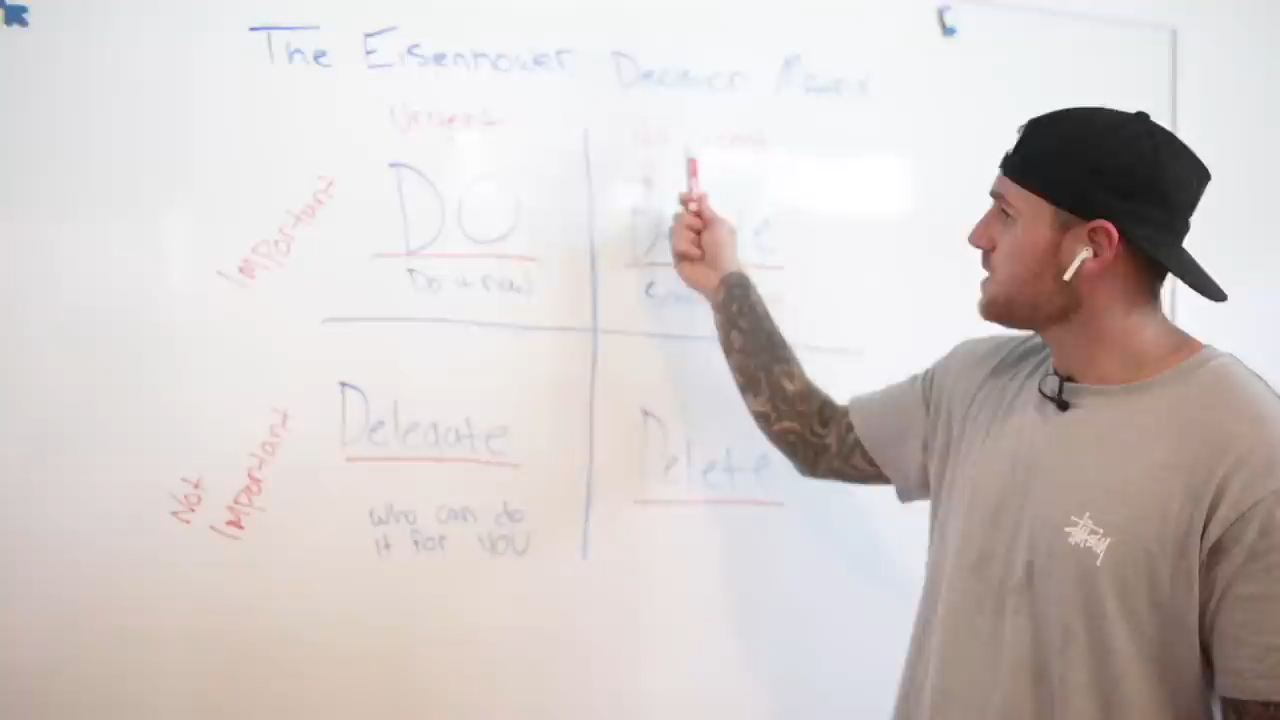 The Eisenhower Decision Matrix
Urgent
Important
DO
Do it now
Not
Important
Delegate
who can do
it for YOU
Delete
Stüssy